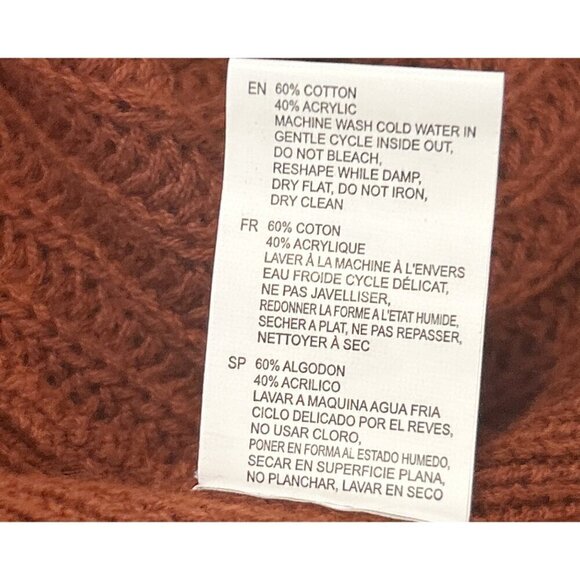 EN 60% COTTON
40% ACRYLIC
MACHINE WASH COLD WATER IN
GENTLE CYCLE INSIDE OUT,
DO NOT BLEACH,
RESHAPE WHILE DAMP,
DRY FLAT, DO NOT IRON,
DRY CLEAN
FR 60% COTON
40% ACRYLIQUE
LAVER À LA MACHINE À L'ENVERS
EAU FROIDE CYCLE DÉLICAT,
NE PAS JAVELLISER,
REDONNER LA FORME A L'ETAT HUMIDE,
SECHER A PLAT, NE PAS REPASSER,
NETTOYER À SEC
SP 60% ALGODON
40% ACRILICO
LAVAR A MAQUINA AGUA FRIA
CICLO DELICADO POR EL REVES,
NO USAR CLORO,
PONER EN FORMA AL ESTADO HUMEDO,
SECAR EN SUPERFICIE PLANA,
NO PLANCHAR, LAVAR EN SECO